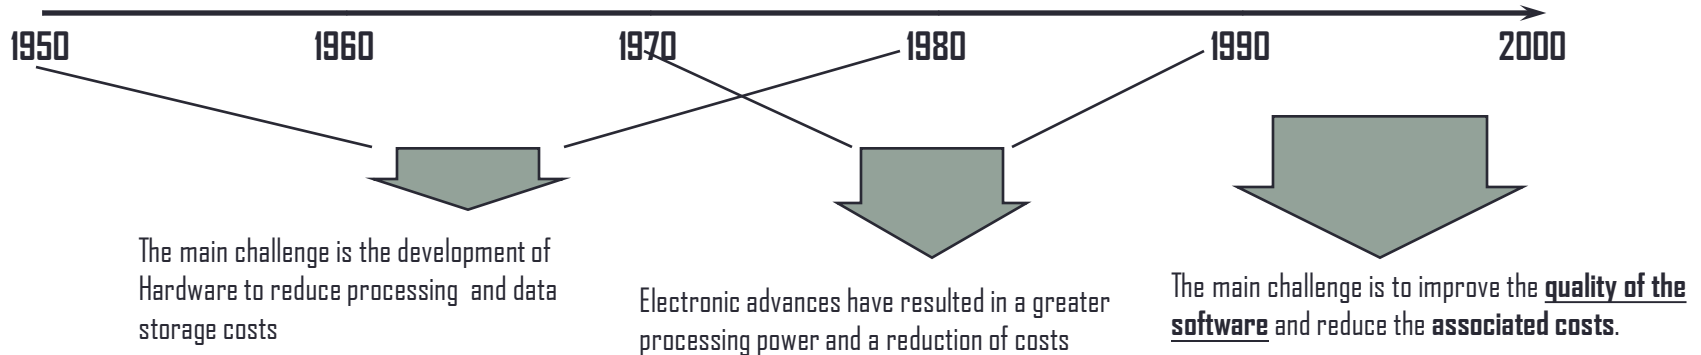 1950 1960 1970 1980 1990 2000
The main challenge is the development of
Hardware to reduce processing and data
storage costs
Electronic advances have resulted in a greater
processing power and a reduction of costs
The main challenge is to improve the quality of the
software and reduce the associated costs.